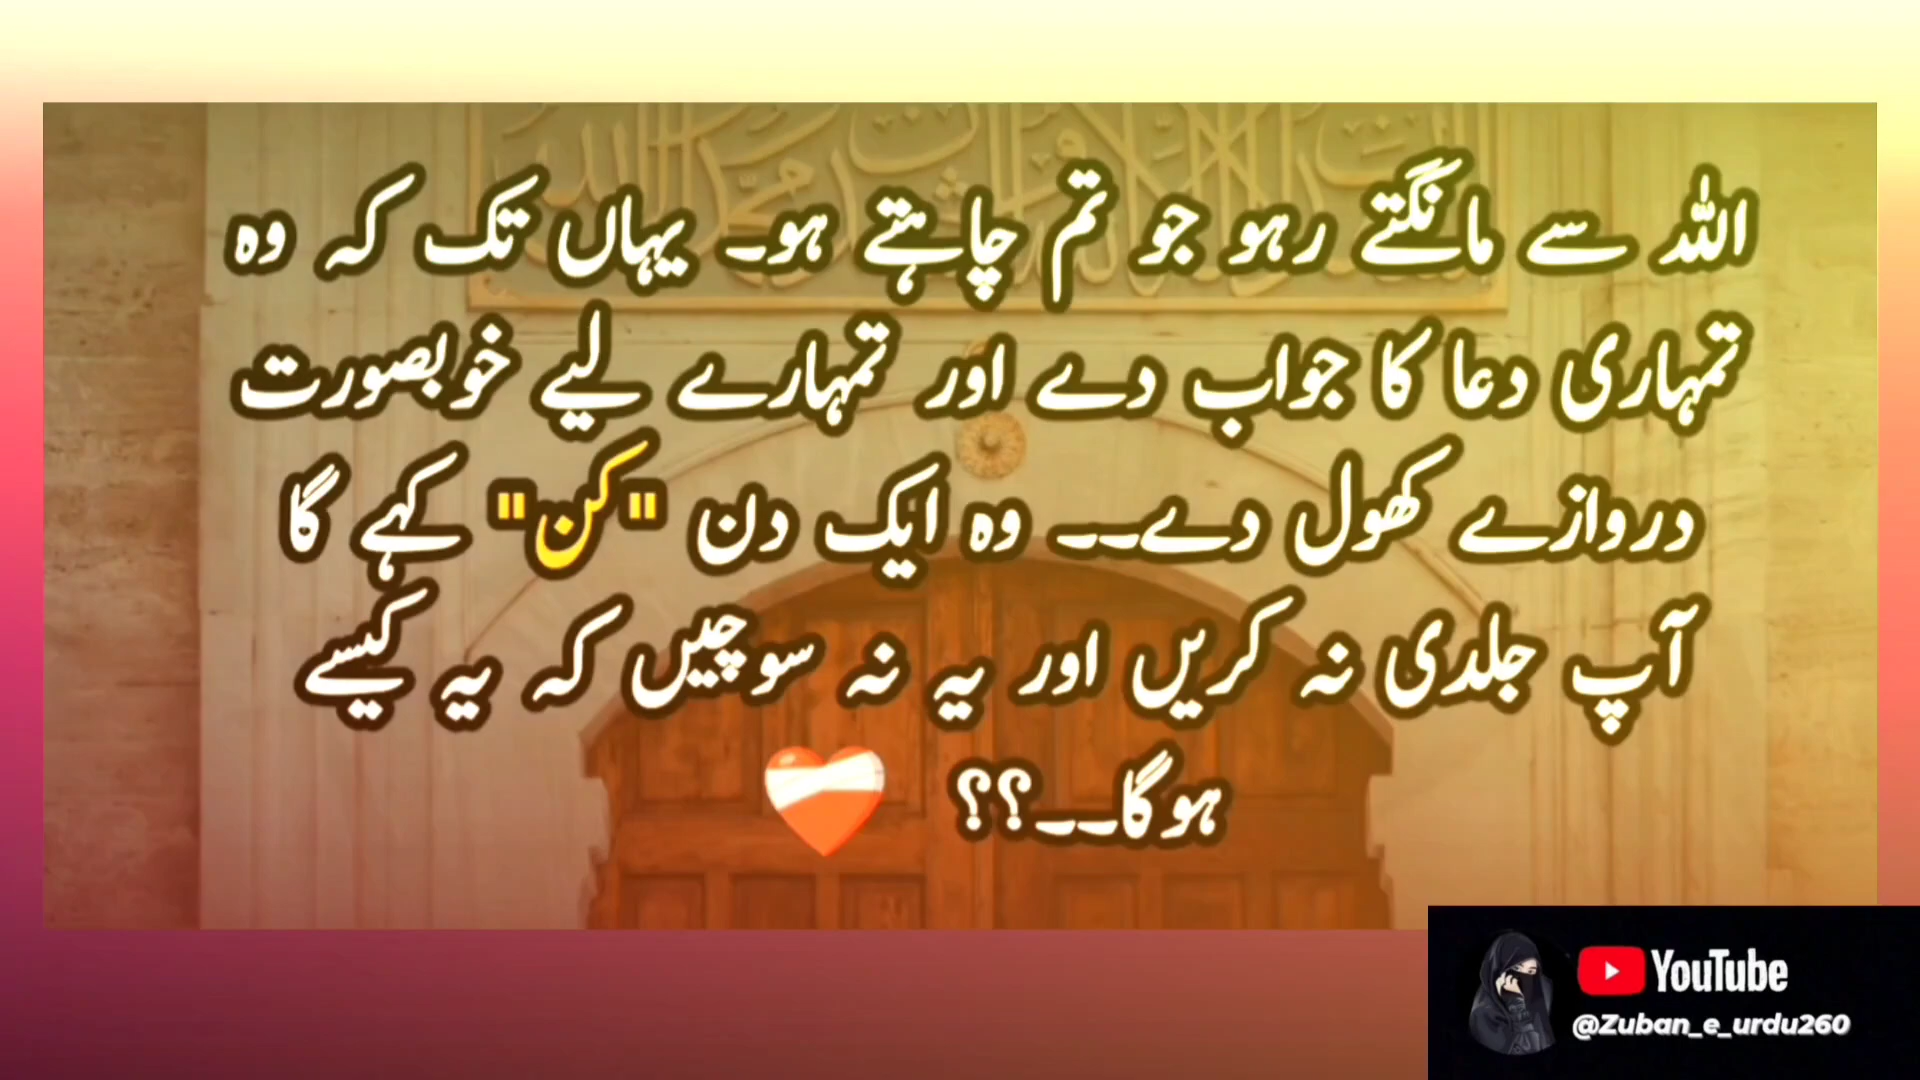 اللہ سے مانگتے رہو جو تم چاہتے ہو۔ یہاں تک کہ وہ
تمہاری دعا کا جواب دے اور تمہارے لیے خوبصورت
دروازے کھول دے۔۔ وہ ایک دن "کن" کہے گا
آپ جلدی نہ کریں اور یہ نہ سوچیں کہ یہ کیسے
ہوگا۔۔؟؟
YouTube
@Zuban_e_urdu260